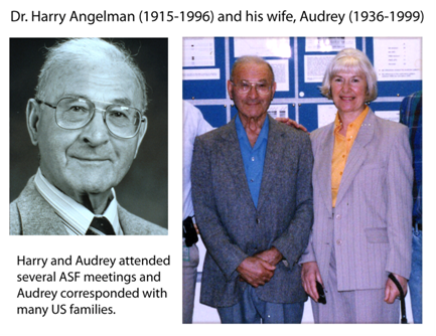 Dr. Harry Angelman (1915-1996) and his wife, Audrey (1936-1999)
Harry and Audrey attended
several ASF meetings and
Audrey corresponded with
many US families.